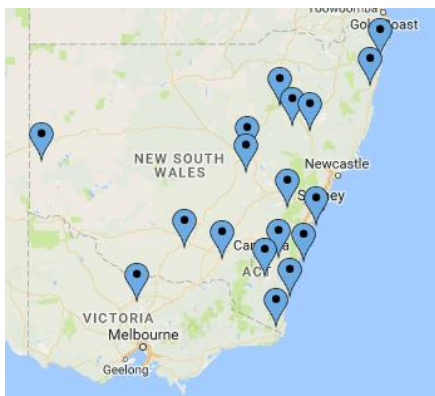 Toowoomba
Gold Coast
NEW SOUTH
WALES
Newcastle
Sydney
ACT
VICTORIA
Melbourne
Geelong